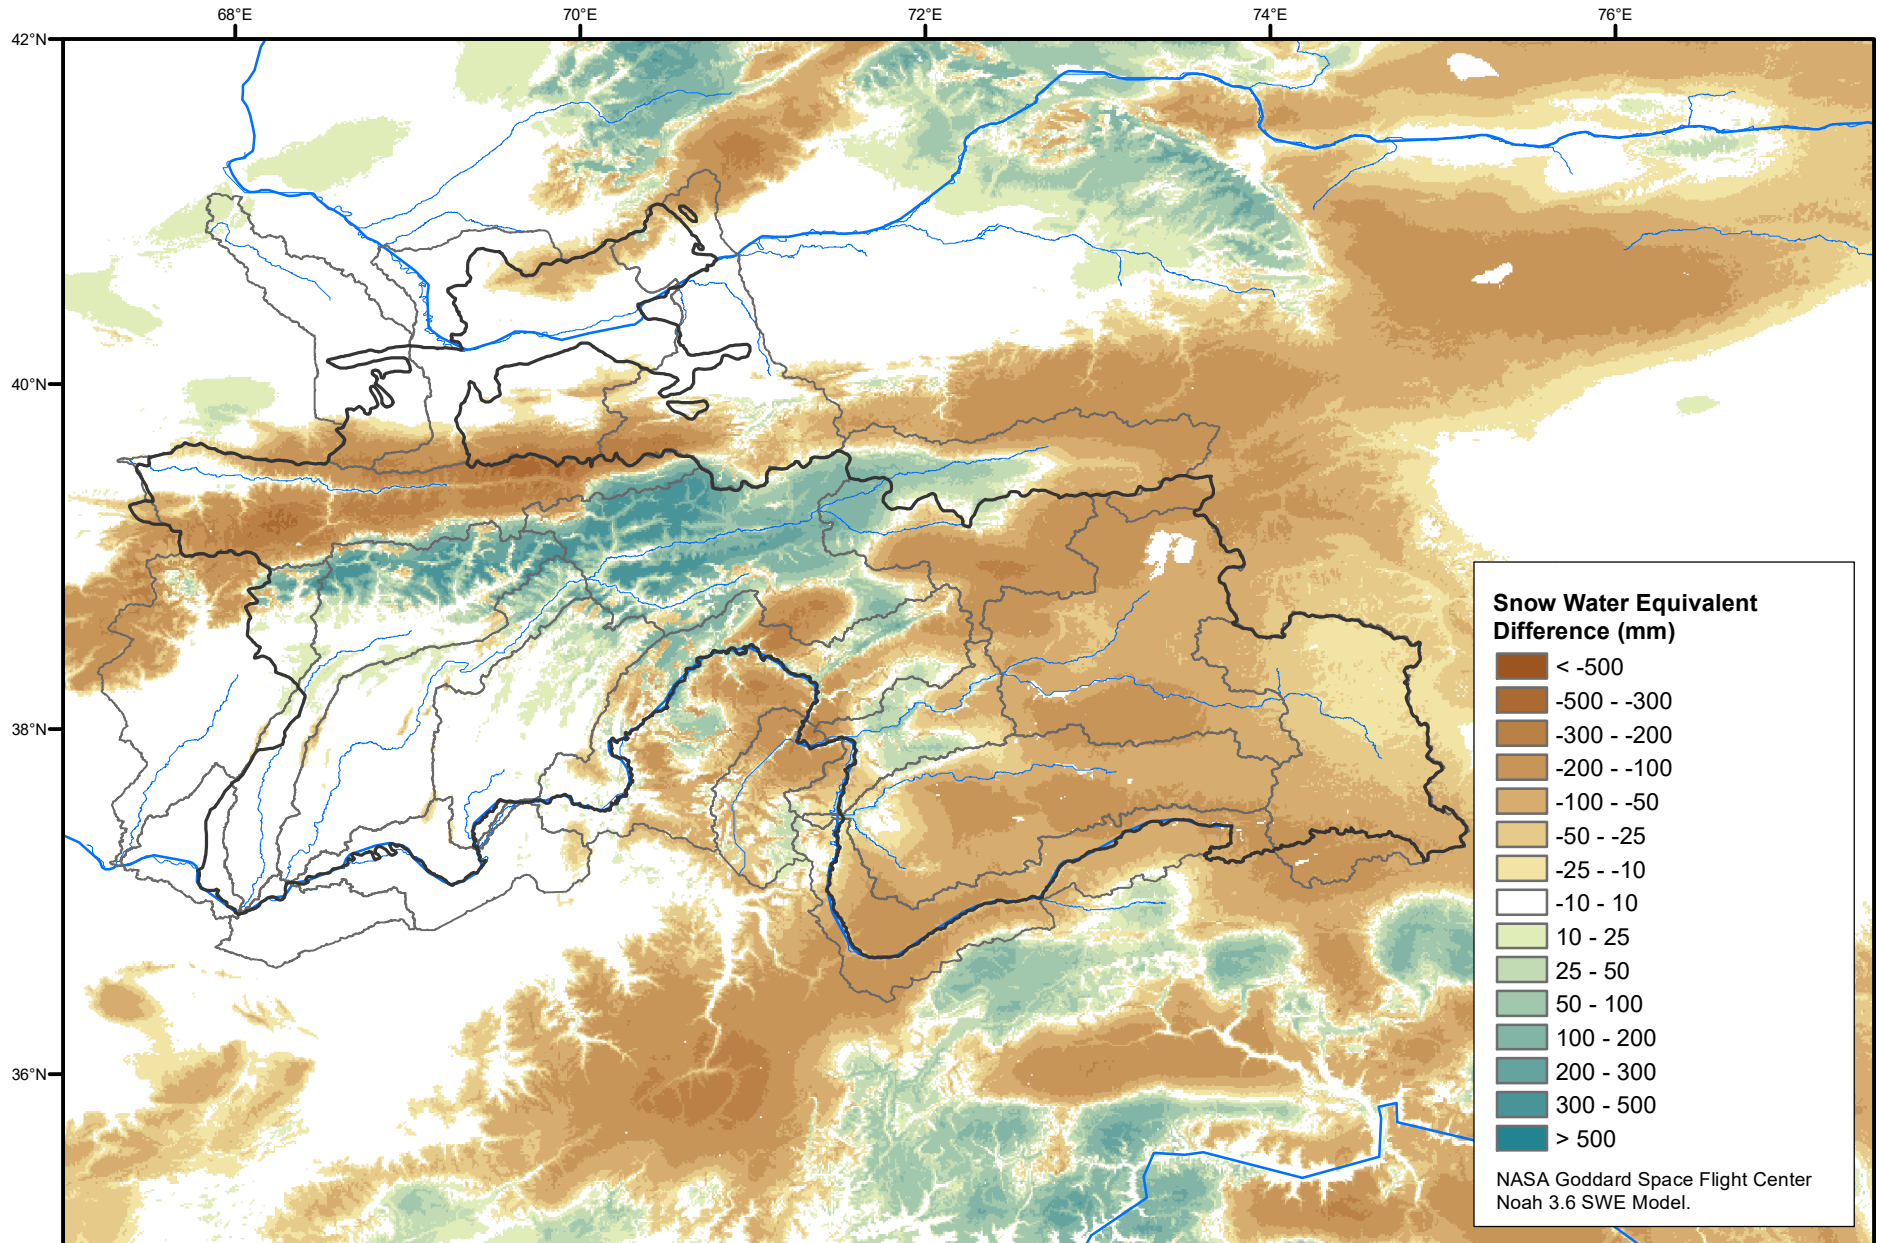 68°E 70°E 72°E 74°E 76°E
42°N
40°N
38°N
36°N
Snow Water Equivalent
Difference (mm)
< -500
-500 - -300
-300 - -200
-200 - -100
-100 - -50
-50 - -25
-25 - -10
-10 - 10
10 - 25
25 - 50
50 - 100
100 - 200
200 - 300
300 - 500
> 500
NASA Goddard Space Flight Center
Noah 3.6 SWE Model.